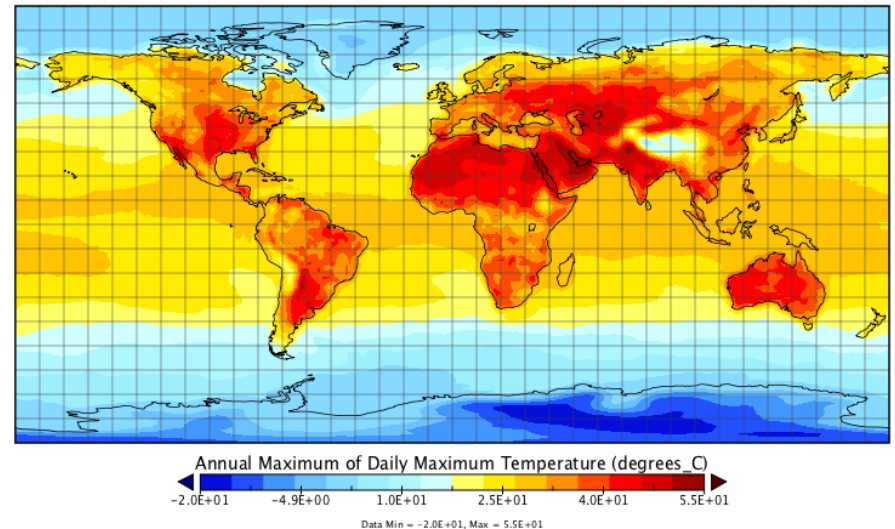 Annual Maximum of Daily Maximum Temperature (degrees_C)
-2.0E+01 -4.9E+00 1.0E+01 2.5E+01 4.0E+01 5.5E+01
Data Min = -2.0E+01, Max = 5.5E+01